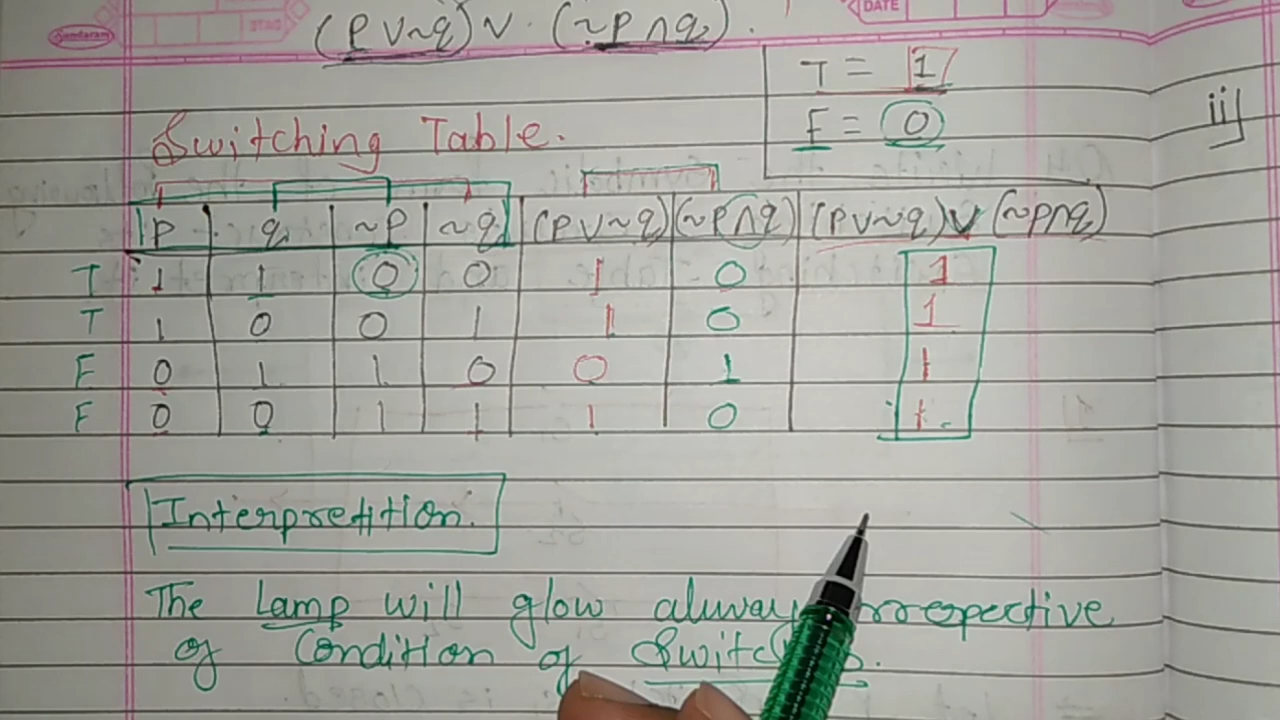 Sundaram
DATE
(p ∨ ~q) ∨ (~p ∧ q).
T = 1
F = 0
ii)
Switching Table.
p q ~p ~q (p ∨ ~q) (~p ∧ q) (p ∨ ~q) ∨ (~p ∧ q)
T 1 1 0 0 1 0 1
T 1 0 0 1 1 0 1
F 0 1 1 0 0 1 1
F 0 0 1 1 1 0 1
Interpretition.
The Lamp will glow always irrespective
of Condition of